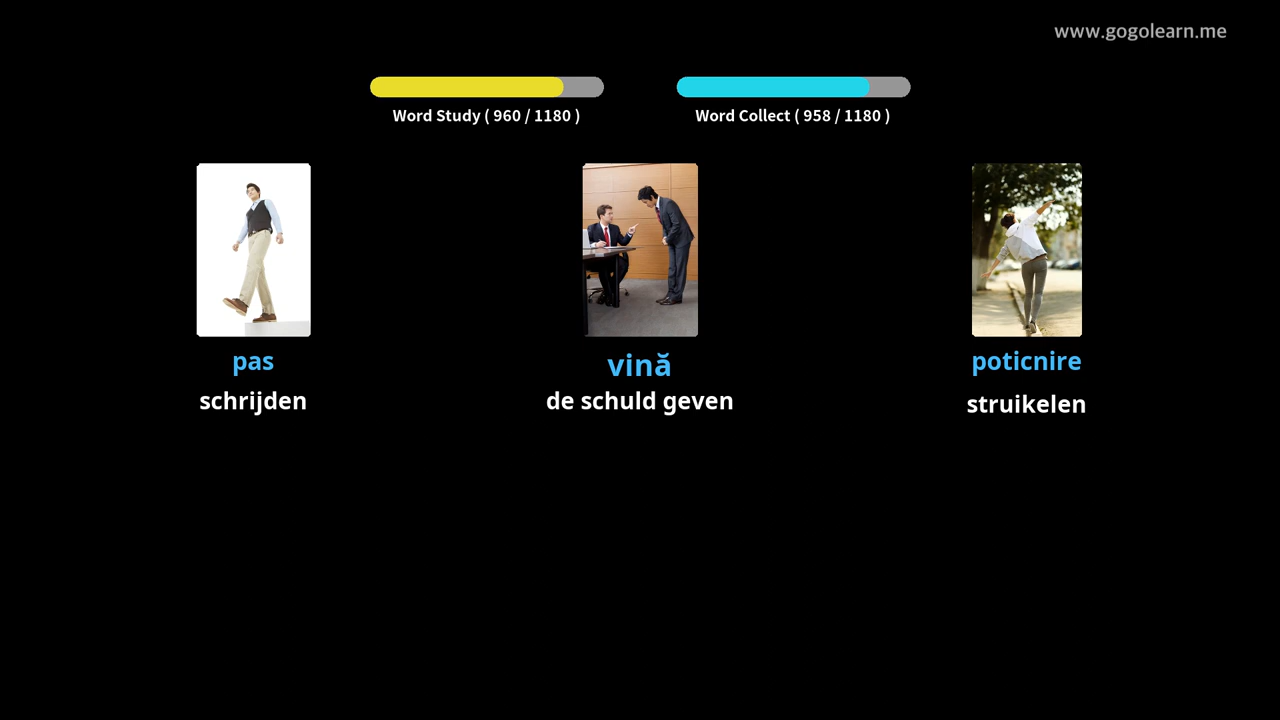 www.gogolearn.me
Word Study ( 960 / 1180 )
Word Collect ( 958 / 1180 )
pas
schrijden
vină
de schuld geven
poticnire
struikelen